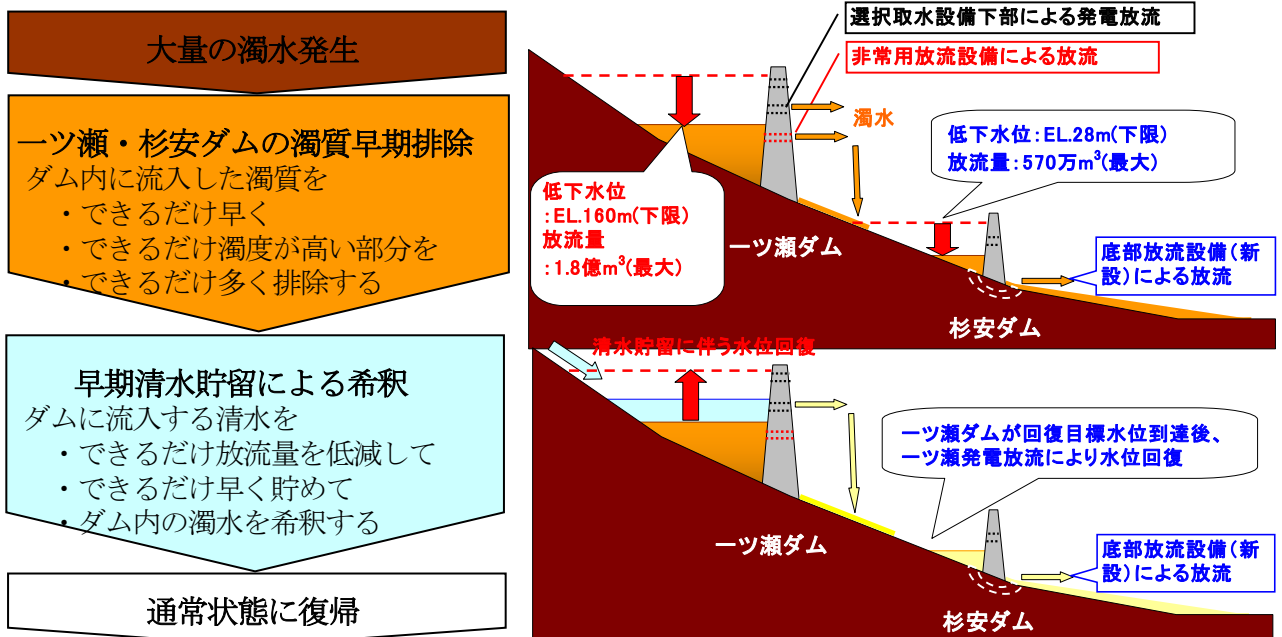 大量の濁水発生
一ツ瀬・杉安ダムの濁質早期排除
ダム内に流入した濁質を
・できるだけ早く
・できるだけ濁度が高い部分を
・できるだけ多く排除する
早期清水貯留による希釈
ダムに流入する清水を
・できるだけ放流量を低減して
・できるだけ早く貯めて
・ダム内の濁水を希釈する
通常状態に復帰
選択取水設備下部による発電放流
非常用放流設備による放流
濁水
低下水位：EL.28m(下限)
放流量：570万m³(最大)
低下水位
：EL.160m(下限)
放流量
：1.8億m³(最大)
一ツ瀬ダム
底部放流設備（新
設）による放流
杉安ダム
清水貯留に伴う水位回復
一ツ瀬ダムが回復目標水位到達後、
一ツ瀬発電放流により水位回復
一ツ瀬ダム
底部放流設備（新
設）による放流
杉安ダム